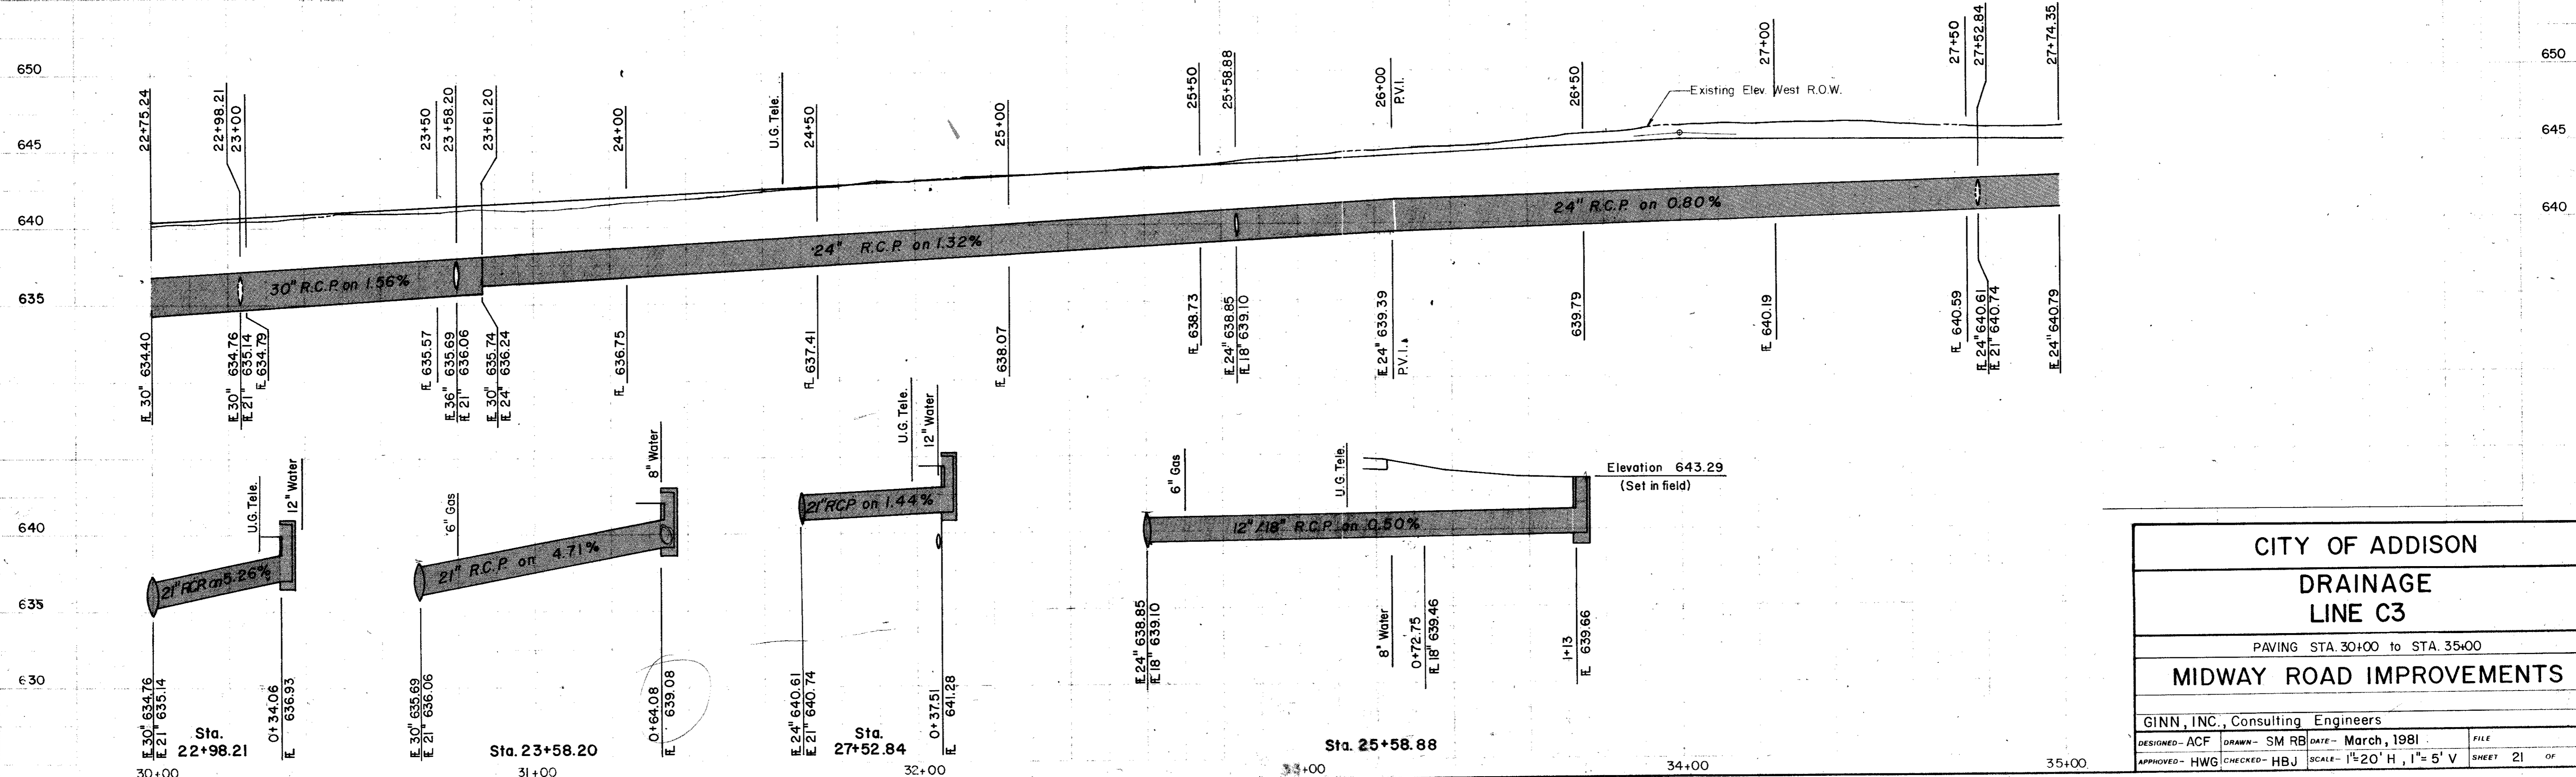 650
645
640
635
640
635
630
650
645
640
22+75.24
22+98.21
23+00
23+50
23+58.20
23+61.20
24+00
U.G. Tele.
24+50
25+00
25+50
25+58.88
26+00
P.V.I.
26+50
27+00
27+50
27+52.84
27+74.35
Existing Elev. West R.O.W.
30" R.C.P. on 1.56%
24" R.C.P. on 1.32%
24" R.C.P. on 0.80%
FL 30" 634.40
FL 30" 634.76
FL 21" 635.14
FL 634.79
FL 635.57
FL 36" 635.69
FL 21" 636.06
FL 30" 635.74
FL 24" 636.24
FL 636.75
FL 637.41
FL 638.07
FL 638.73
FL 24" 638.85
FL 18" 639.10
FL 24" 639.39
P.V.I.
639.79
FL 640.19
FL 640.59
FL 24" 640.61
FL 21" 640.74
FL 24" 640.79
U.G. Tele.
12" Water
21" RCP on 5.26%
FL 30" 634.76
FL 21" 635.14
Sta.
22+98.21
0+34.06
FL 636.93
6" Gas
8" Water
21" R.C.P. on 4.71%
FL 30" 635.69
FL 21" 636.06
Sta. 23+58.20
0+64.08
FL 639.08
U.G. Tele.
12" Water
21" RCP on 1.44%
FL 24" 640.61
FL 21" 640.74
Sta.
27+52.84
0+37.51
FL 641.28
6" Gas
U.G. Tele.
Elevation 643.29
(Set in field)
12"/18" R.C.P. on 0.50%
FL 24" 638.85
FL 18" 639.10
8" Water
0+72.75
FL 18" 639.46
1+13
FL 639.66
Sta. 25+58.88
30+00
31+00
32+00
33+00
34+00
35+00
CITY OF ADDISON
DRAINAGE
LINE C3
PAVING STA. 30+00 to STA. 35+00
MIDWAY ROAD IMPROVEMENTS
GINN, INC., Consulting Engineers
DESIGNED- ACF DRAWN- SM RB DATE- March, 1981 FILE
APPROVED- HWG CHECKED- HBJ SCALE- 1"=20' H, 1"=5' V SHEET 21 OF